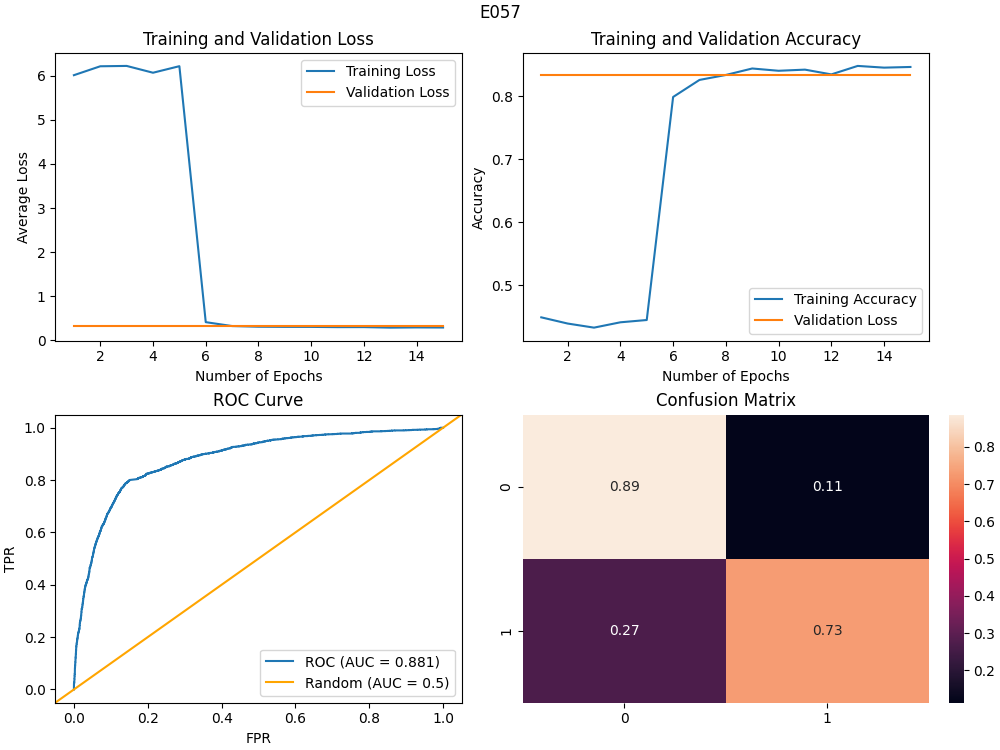 E057
Training and Validation Loss
Average Loss
6
5
4
3
2
1
0
Training Loss
Validation Loss
2 4 6 8 10 12 14
Number of Epochs
Training and Validation Accuracy
Accuracy
0.8
0.7
0.6
0.5
Training Accuracy
Validation Loss
2 4 6 8 10 12 14
Number of Epochs
ROC Curve
TPR
1.0
0.8
0.6
0.4
0.2
0.0
ROC (AUC = 0.881)
Random (AUC = 0.5)
0.0 0.2 0.4 0.6 0.8 1.0
FPR
Confusion Matrix
0
0.89 0.11
1
0.27 0.73
0 1
0.8
0.7
0.6
0.5
0.4
0.3
0.2